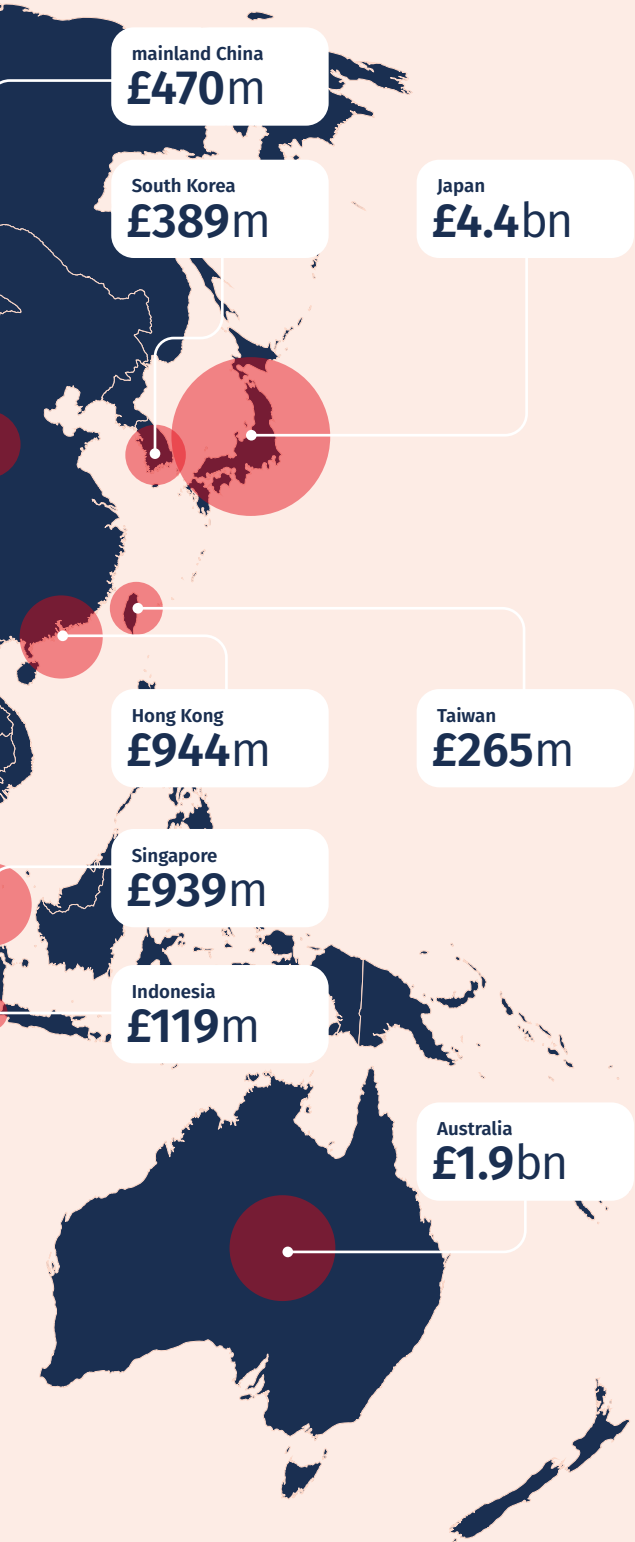 mainland China
£470m
South Korea
£389m
Japan
£4.4bn
Hong Kong
£944m
Taiwan
£265m
Singapore
£939m
Indonesia
£119m
Australia
£1.9bn